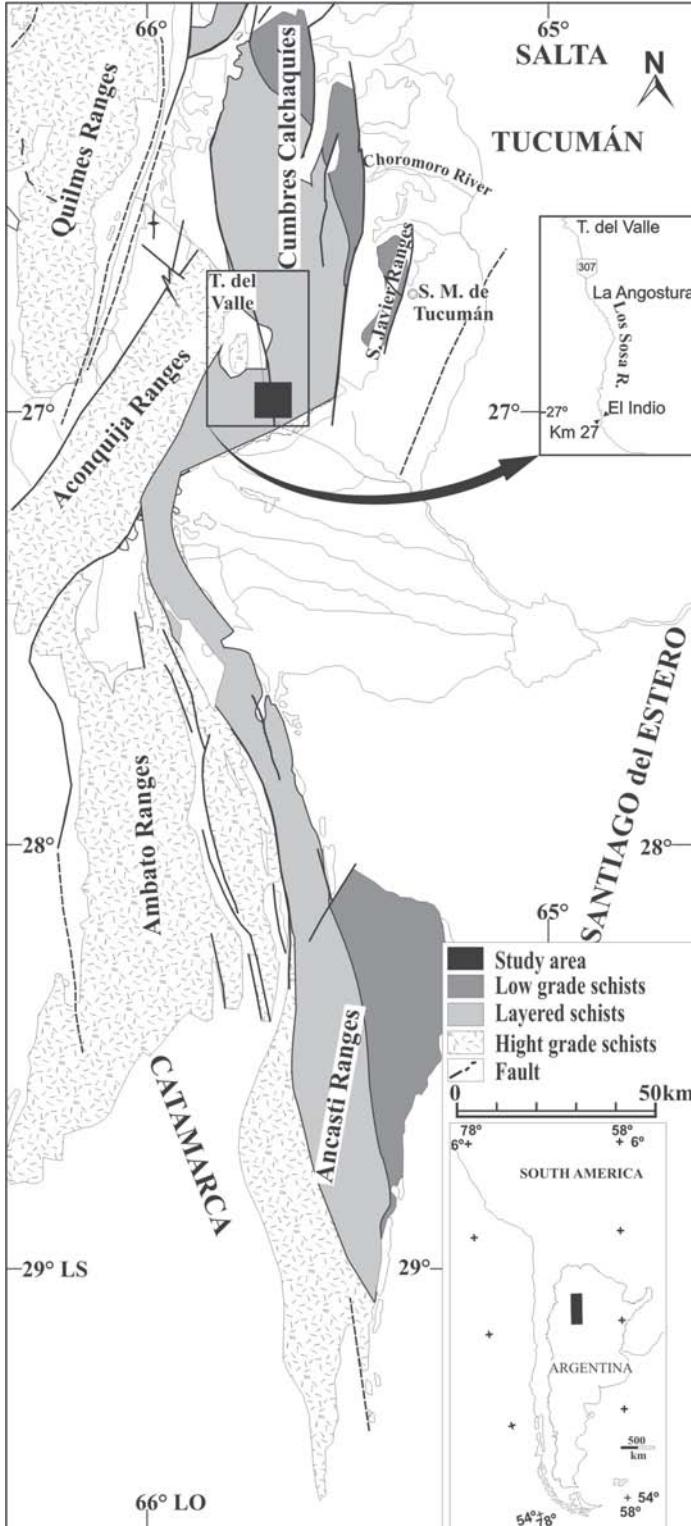 66°
65°
SALTA
N
TUCUMÁN
Quilmes Ranges
Cumbres Calchaquíes
Choromoro River
S. Javier Ranges
T. del
Valle
S. M. de
Tucumán
T. del Valle
307
La Angostura
Los Sosa R.
El Indio
Km 27
27°
27°
27°
Aconquija Ranges
SANTIAGO del ESTERO
Ambato Ranges
28°
28°
65°
Study area
Low grade schists
Layered schists
Hight grade schists
Fault
0 50km
Ancasti Ranges
CATAMARCA
78°
6°
58°
6°
SOUTH AMERICA
29° LS
29°
ARGENTINA
500
km
54°
58°
54°
78°
66° LO